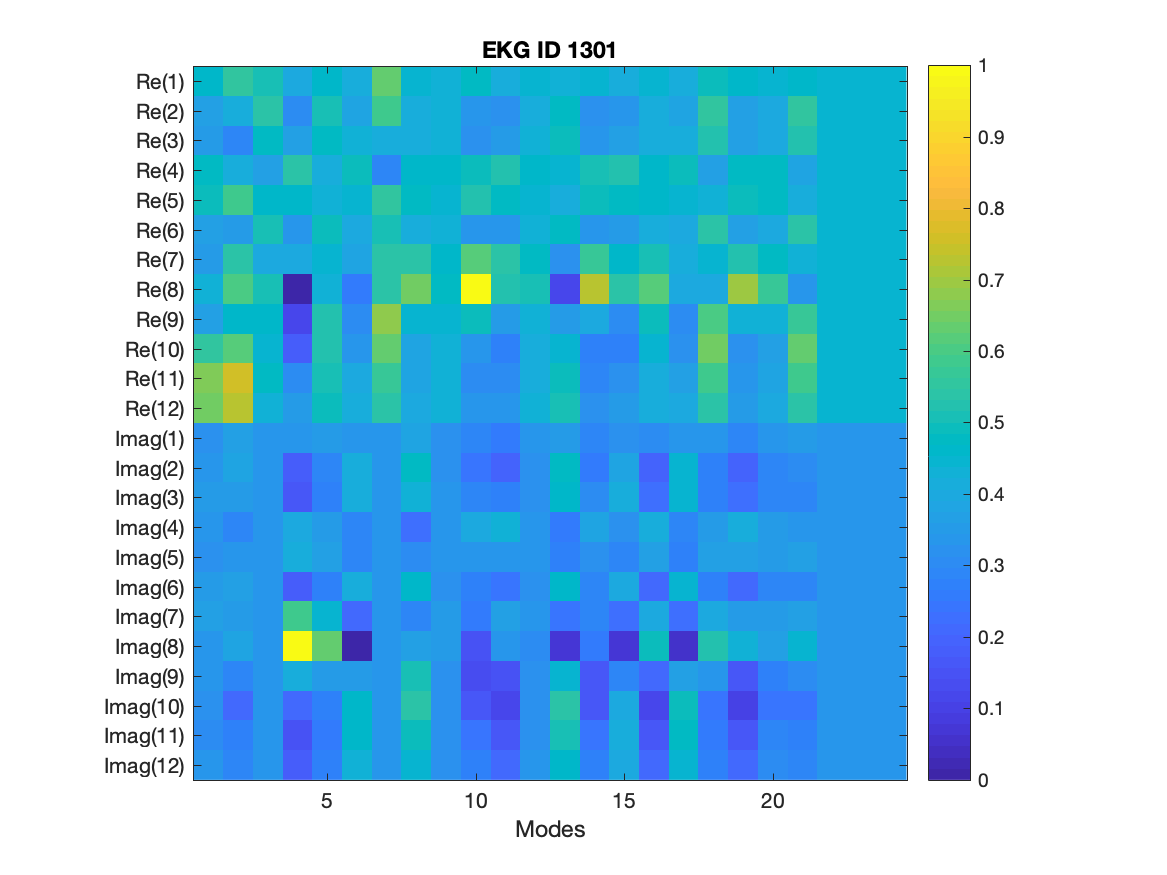 EKG ID 1301
Re(1)
Re(2)
Re(3)
Re(4)
Re(5)
Re(6)
Re(7)
Re(8)
Re(9)
Re(10)
Re(11)
Re(12)
Imag(1)
Imag(2)
Imag(3)
Imag(4)
Imag(5)
Imag(6)
Imag(7)
Imag(8)
Imag(9)
Imag(10)
Imag(11)
Imag(12)
5 10 15 20
Modes
1
0.9
0.8
0.7
0.6
0.5
0.4
0.3
0.2
0.1
0